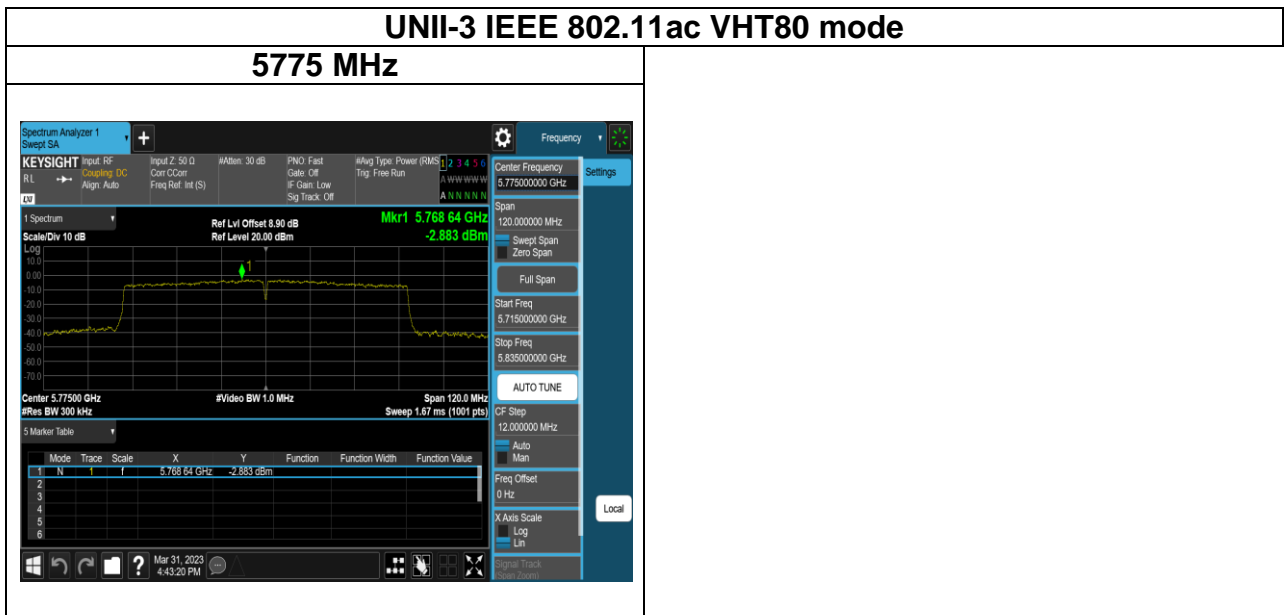 UNII-3 IEEE 802.11ac VHT80 mode
5775 MHz
Spectrum Analyzer 1
Swept SA
+
Frequency
KEYSIGHT
RL
Input: RF
Coupling: DC
Align: Auto
Input Z: 50 Ω
Corr CCorr
Freq Ref: Int (S)
#Atten: 30 dB
PNO: Fast
Gate: Off
IF Gain: Low
Sig Track: Off
#Avg Type: Power (RMS
Trig: Free Run
1 2 3 4 5 6
A W W W W W
A N N N N N
1 Spectrum
Scale/Div 10 dB
Ref Lvl Offset 8.90 dB
Ref Level 20.00 dBm
Mkr1 5.768 64 GHz
-2.883 dBm
Log
10.0
0.00
-10.0
-20.0
-30.0
-40.0
-50.0
-60.0
-70.0
1
Center 5.77500 GHz
#Res BW 300 kHz
#Video BW 1.0 MHz
Span 120.0 MHz
Sweep 1.67 ms (1001 pts)
5 Marker Table
Mode Trace Scale X Y Function Function Width Function Value
1 N 1 f 5.768 64 GHz -2.883 dBm
2
3
4
5
6
Mar 31, 2023
4:43:20 PM
Center Frequency
5.775000000 GHz
Settings
Span
120.000000 MHz
Swept Span
Zero Span
Full Span
Start Freq
5.715000000 GHz
Stop Freq
5.835000000 GHz
AUTO TUNE
CF Step
12.000000 MHz
Auto
Man
Freq Offset
0 Hz
X Axis Scale
Log
Lin
Signal Track
(Span Zoom)
Local